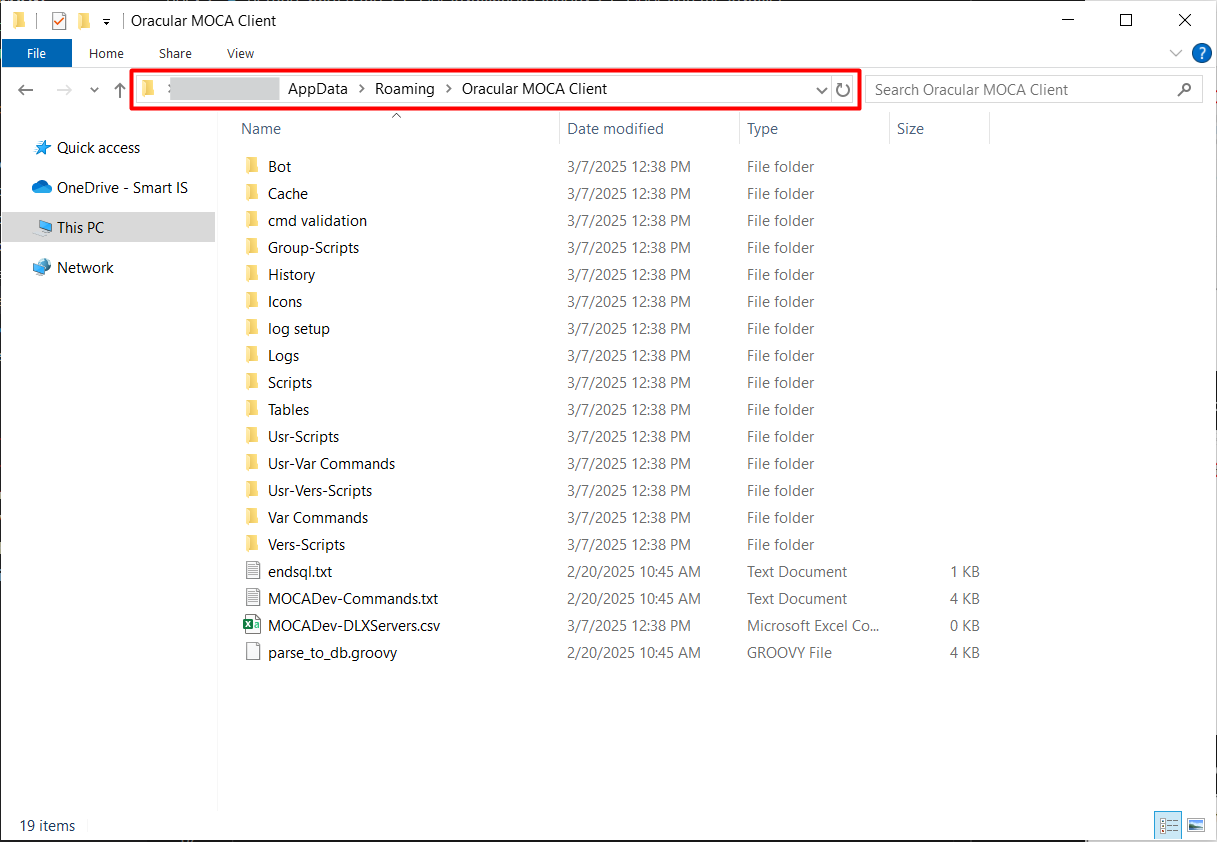 Oracular MOCA Client
File Home Share View ?
AppData > Roaming > Oracular MOCA Client Search Oracular MOCA Client
Quick access
OneDrive - Smart IS
This PC
Network
Name Date modified Type Size
Bot 3/7/2025 12:38 PM File folder
Cache 3/7/2025 12:38 PM File folder
cmd validation 3/7/2025 12:38 PM File folder
Group-Scripts 3/7/2025 12:38 PM File folder
History 3/7/2025 12:38 PM File folder
Icons 3/7/2025 12:38 PM File folder
log setup 3/7/2025 12:38 PM File folder
Logs 3/7/2025 12:38 PM File folder
Scripts 3/7/2025 12:38 PM File folder
Tables 3/7/2025 12:38 PM File folder
Usr-Scripts 3/7/2025 12:38 PM File folder
Usr-Var Commands 3/7/2025 12:38 PM File folder
Usr-Vers-Scripts 3/7/2025 12:38 PM File folder
Var Commands 3/7/2025 12:38 PM File folder
Vers-Scripts 3/7/2025 12:38 PM File folder
endsql.txt 2/20/2025 10:45 AM Text Document 1 KB
MOCADev-Commands.txt 2/20/2025 10:45 AM Text Document 4 KB
MOCADev-DLXServers.csv 3/7/2025 12:38 PM Microsoft Excel Co... 0 KB
parse_to_db.groovy 2/20/2025 10:45 AM GROOVY File 4 KB
19 items